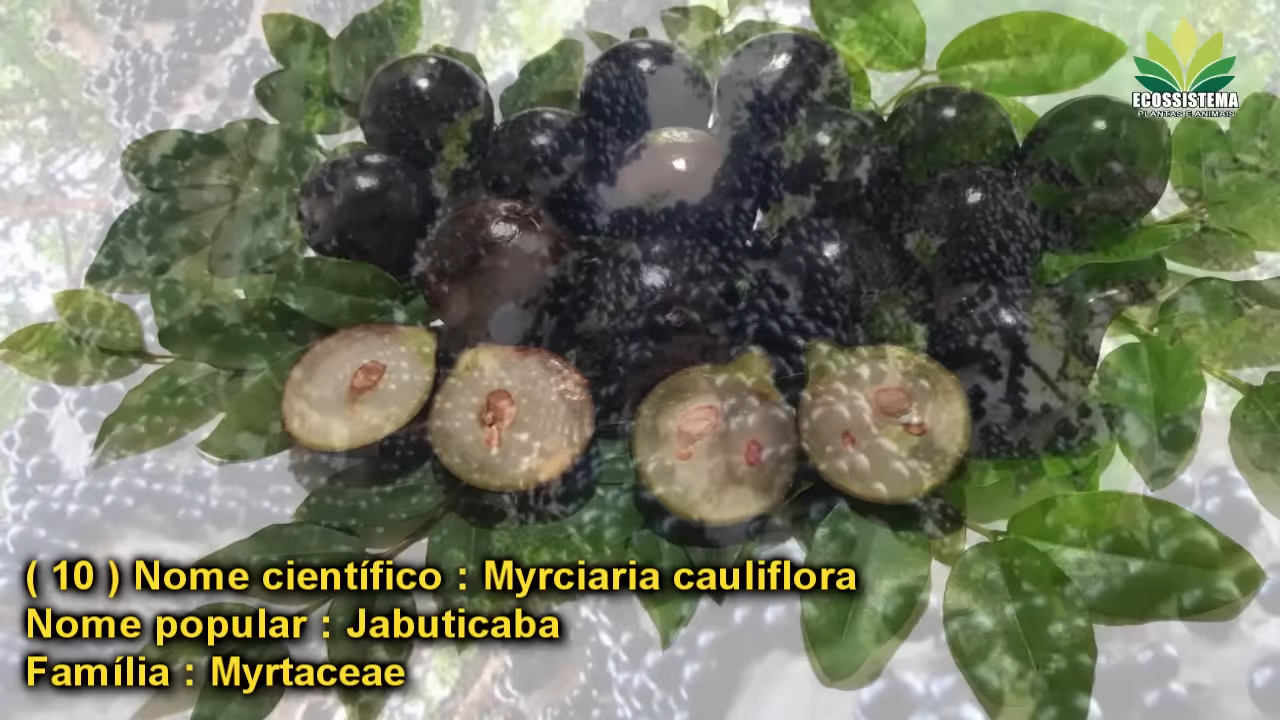 ECOSSISTEMA
PLANTAS E ANIMAIS
( 10 ) Nome científico : Myrciaria cauliflora
Nome popular : Jabuticaba
Família : Myrtaceae